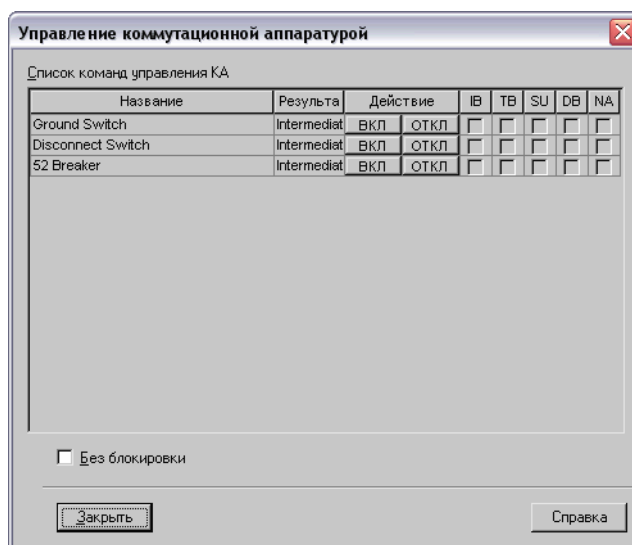 Управление коммутационной аппаратурой
Список команд управления КА
Название Результа Действие IB TB SU DB NA
Ground Switch Intermediat ВКЛ ОТКЛ
Disconnect Switch Intermediat ВКЛ ОТКЛ
52 Breaker Intermediat ВКЛ ОТКЛ
Без блокировки
Закрыть Справка